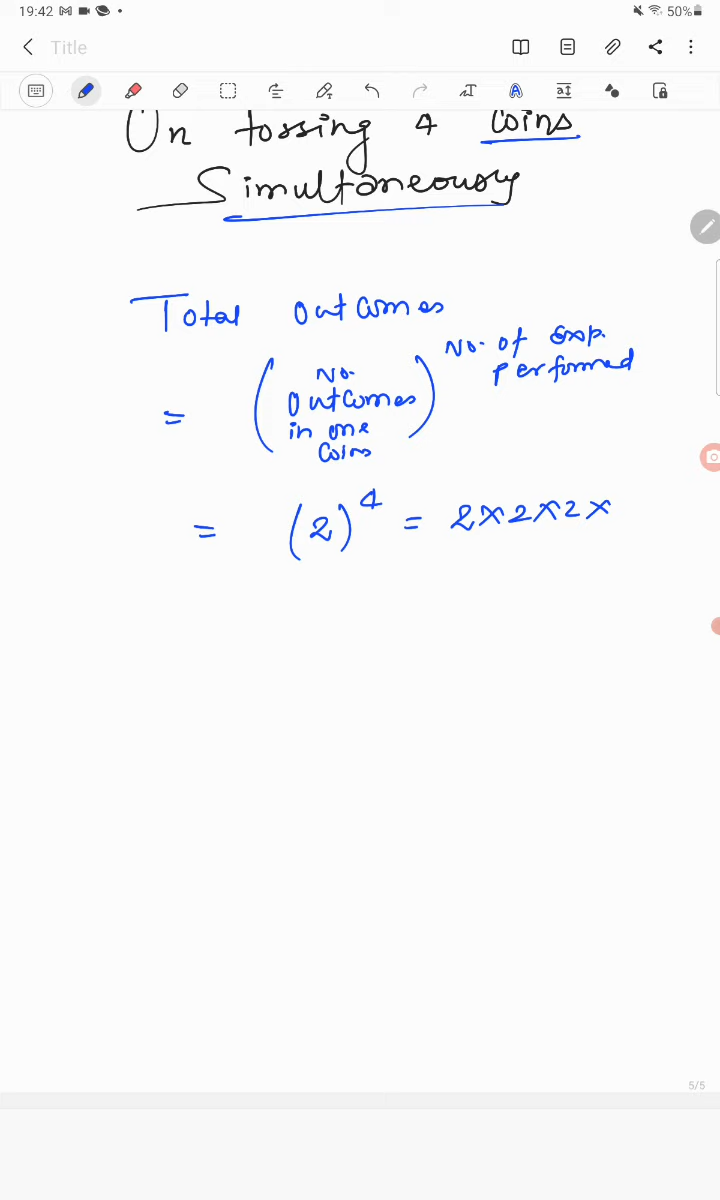 19:42
50%
Title
On tossing 4 coins
Simultaneously
Total outcomes
= ( No. outcomes in one coins ) No. of exp. performed
= (2)^4 = 2×2×2×
5/5